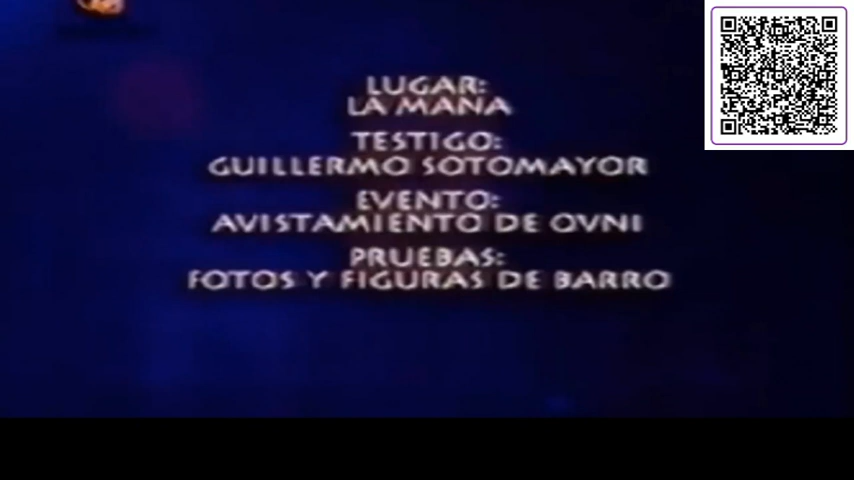 LUGAR:
LA MANA
TESTIGO:
GUILLERMO SOTOMAYOR
EVENTO:
AVISTAMIENTO DE OVNI
PRUEBAS:
FOTOS Y FIGURAS DE BARRO